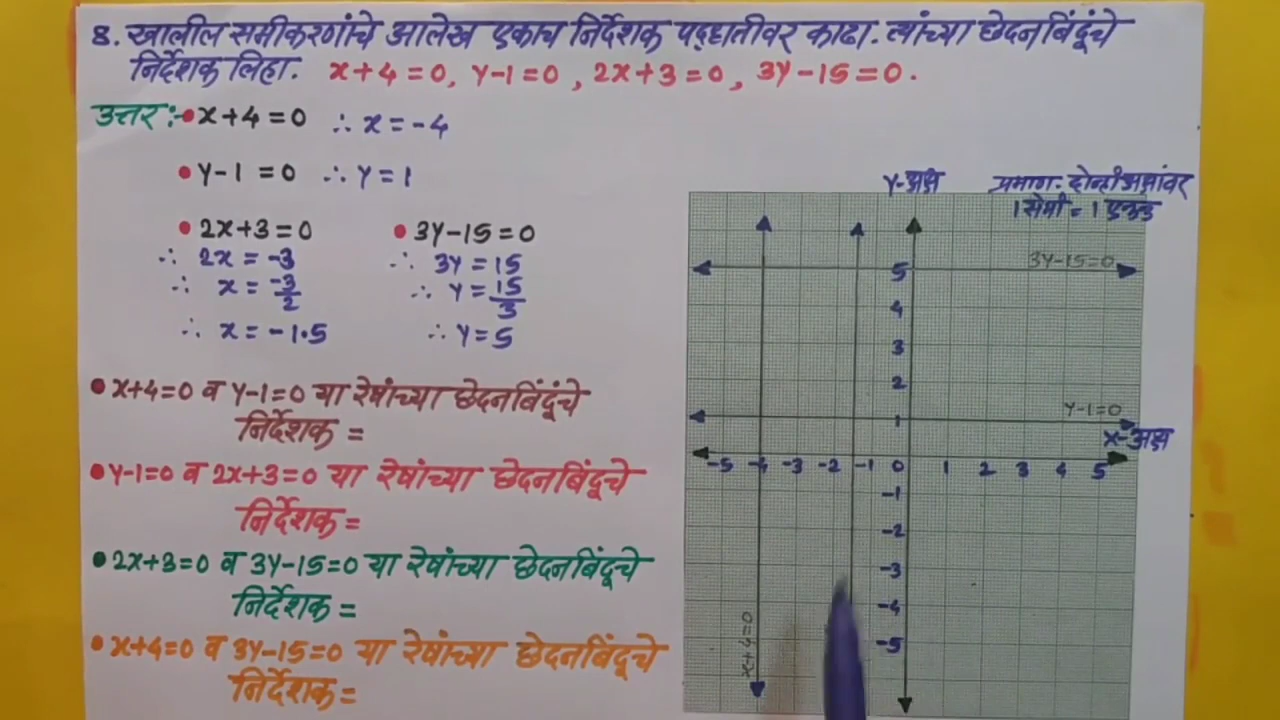 8. खालील समीकरणांचे आलेख एकाच निर्देशक पद्धतीवर काढा. त्यांच्या छेदनबिंदूंचे
निर्देशक लिहा. x+4=0, y-1=0, 2x+3=0, 3y-15=0.
उत्तर:- • x+4=0 ∴ x=-4
• y-1=0 ∴ y=1
• 2x+3=0 • 3y-15=0
∴ 2x=-3 ∴ 3y=15
∴ x=-3/2 ∴ y=15/3
∴ x=-1.5 ∴ y=5
• x+4=0 व y-1=0 या रेषांच्या छेदनबिंदूंचे
निर्देशक =
• y-1=0 व 2x+3=0 या रेषांच्या छेदनबिंदूचे
निर्देशक =
• 2x+3=0 व 3y-15=0 या रेषांच्या छेदनबिंदूचे
निर्देशक =
• x+4=0 व 3y-15=0 या रेषांच्या छेदनबिंदूचे
निर्देशक =
y-अक्ष
प्रमाण- दोन्ही अक्षांवर
1 सेमी = 1 एकक
3y-15=0
5
4
3
2
1
y-1=0
x-अक्ष
-5 -4 -3 -2 -1 0 1 2 3 4 5
-1
-2
-3
-4
-5
x+4=0